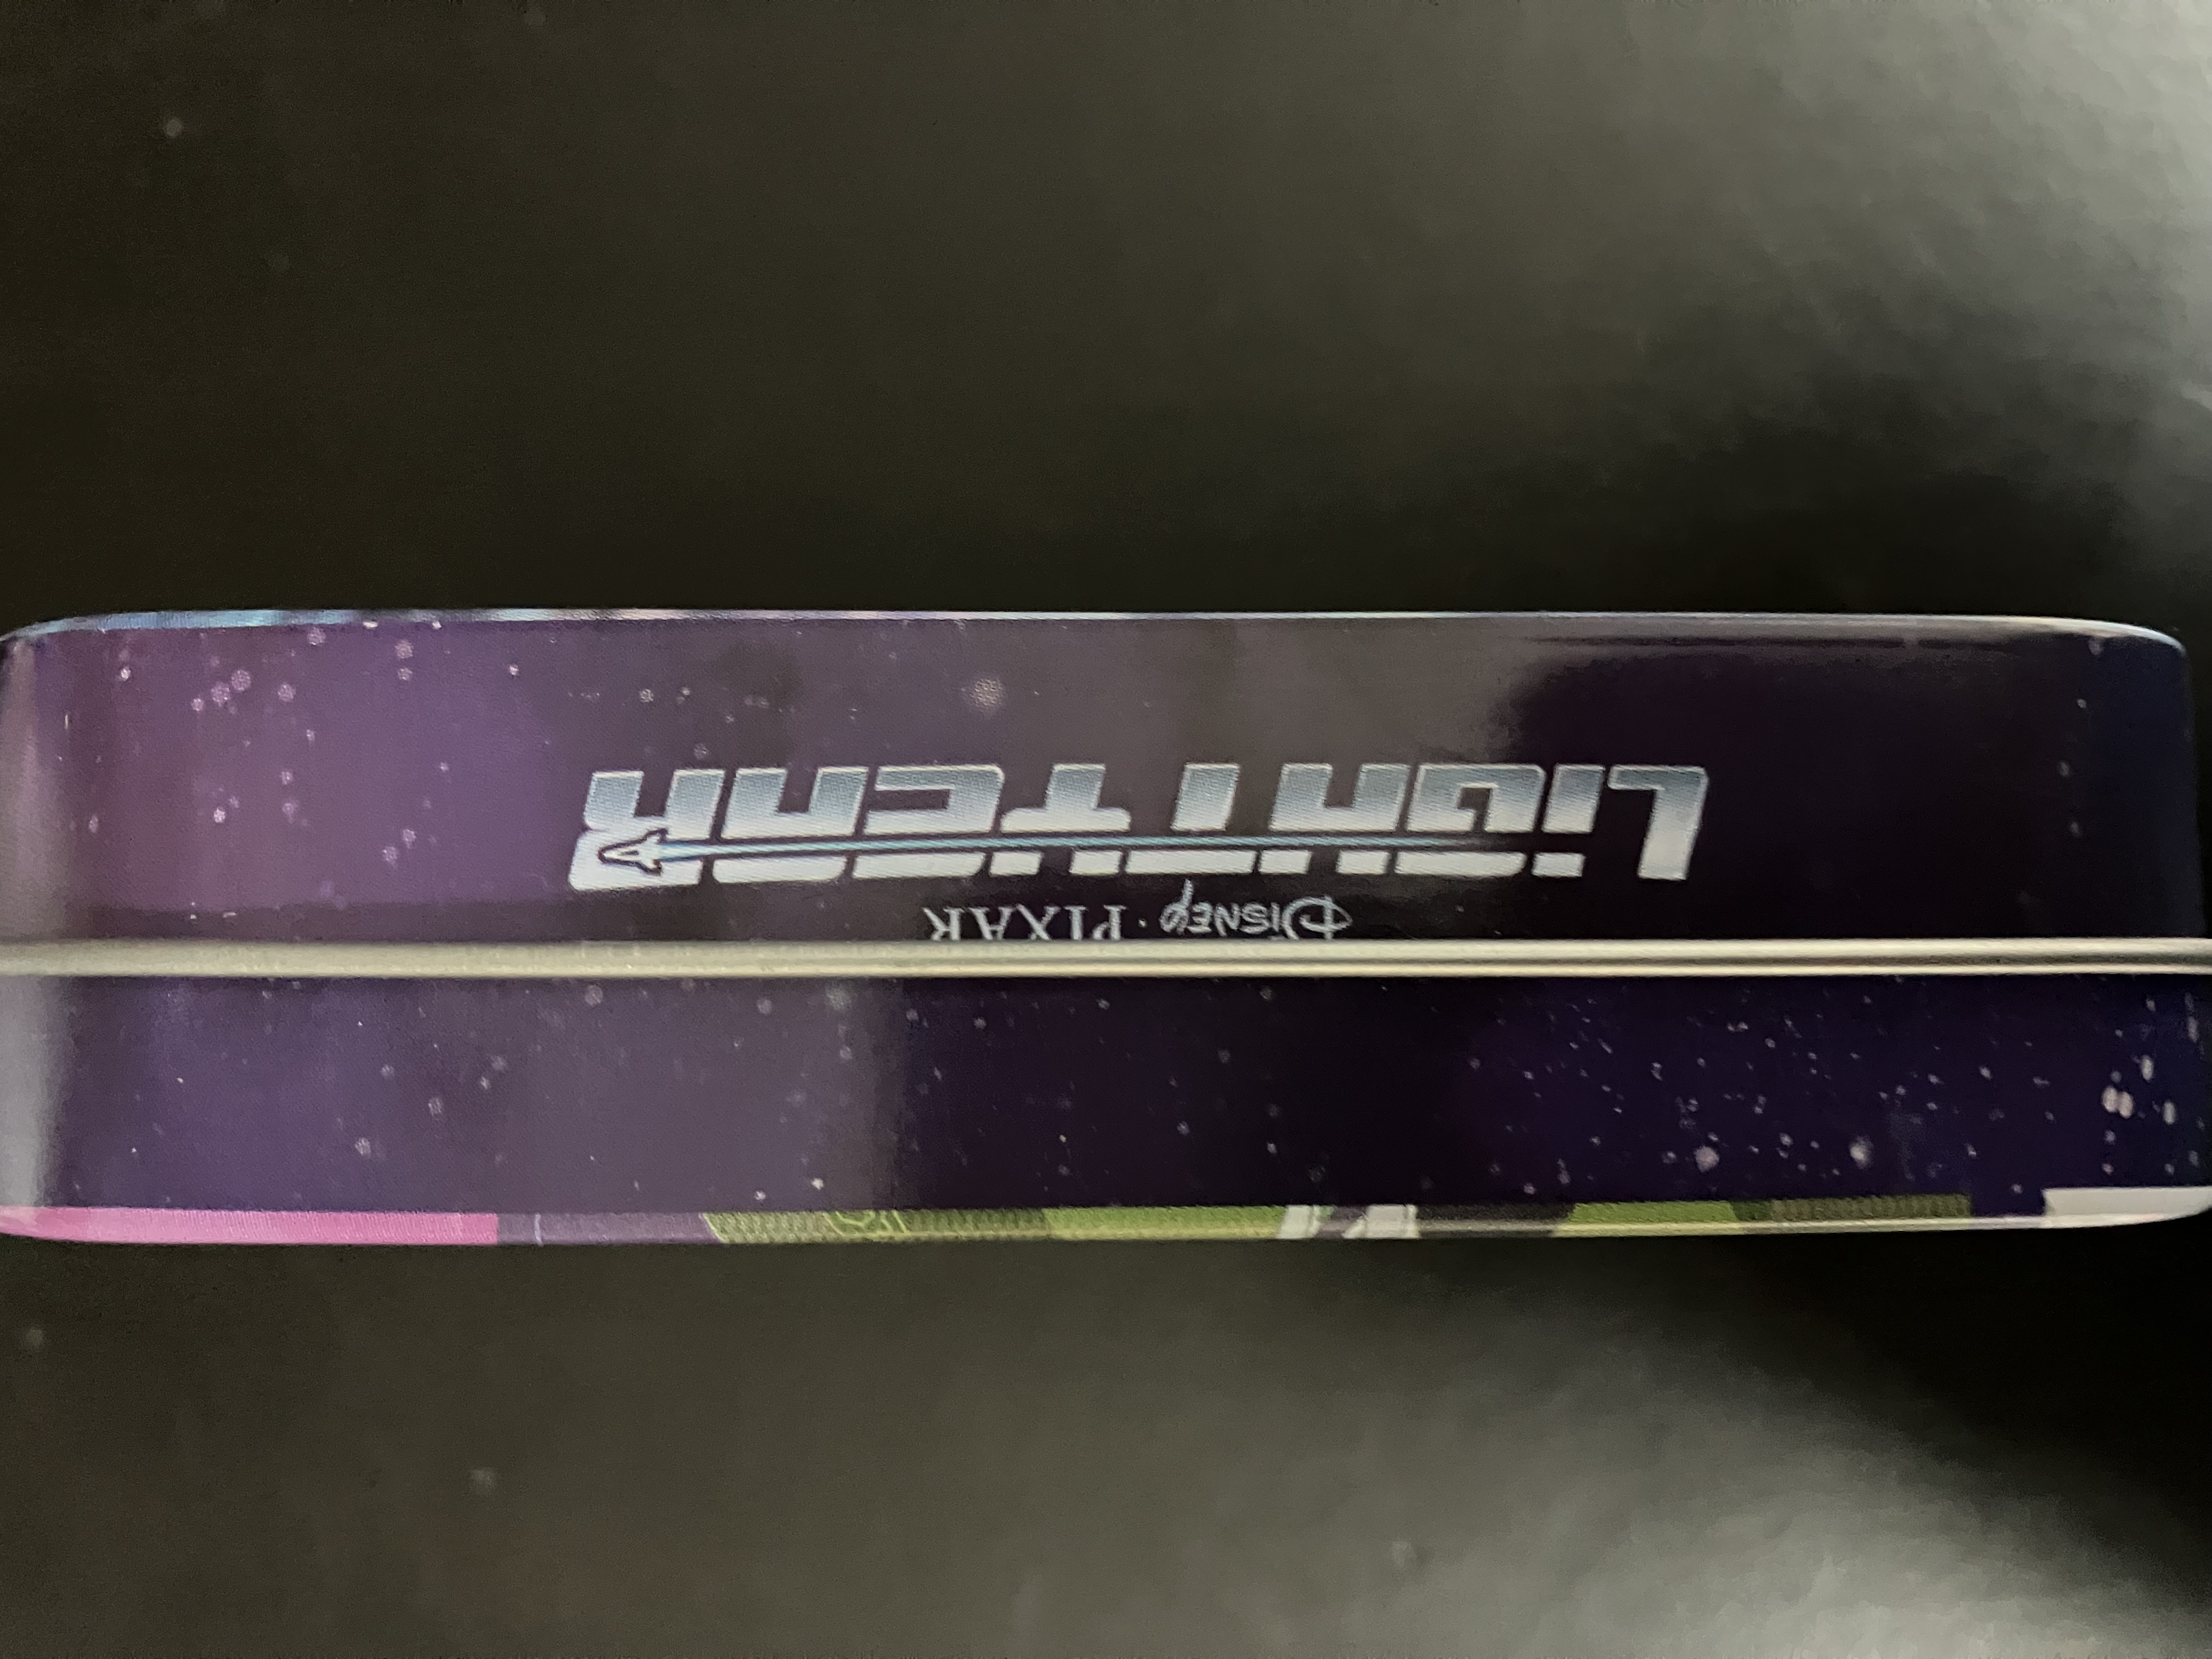 Disney · PIXAR
LiGHTYEAR